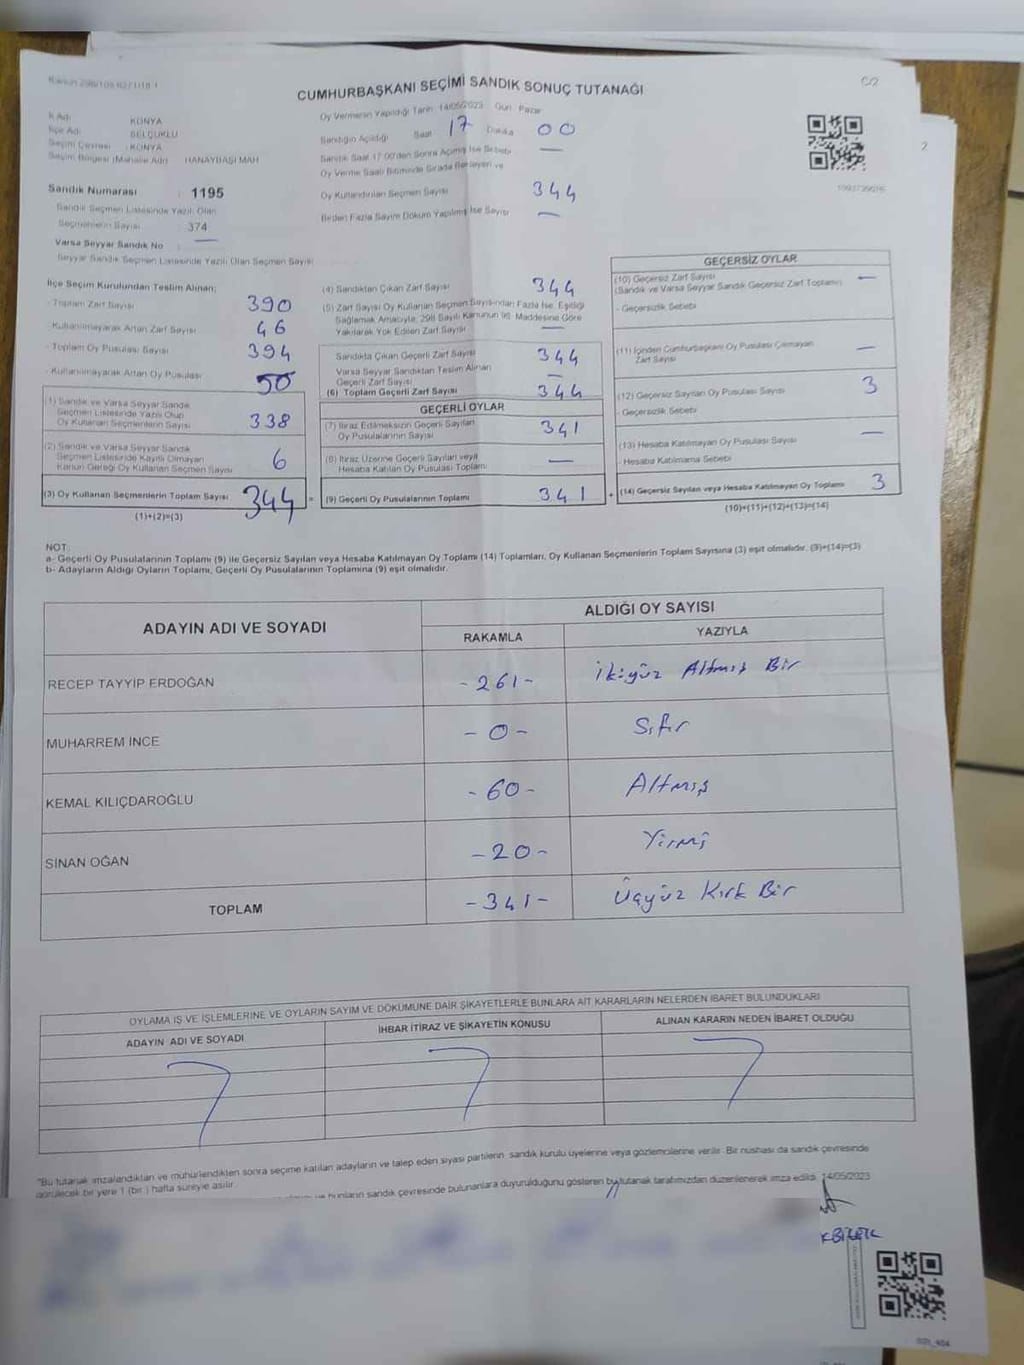 CUMHURBAŞKANI SEÇİMİ SANDIK SONUÇ TUTANAĞI
C/2
2
İl Adı : KONYA
İlçe Adı : SELÇUKLU
Seçim Çevresi : KONYA
Seçim Bölgesi (Mahalle Adı) : HANAYBAŞI MAH
Sandık Numarası : 1195
Sandık Seçmen Listesinde Yazılı Olan
Seçmenlerin Sayısı 374
Varsa Seyyar Sandık No : —
Seyyar Sandık Seçmen Listesinde Yazılı Olan Seçmen Sayısı
Oy Vermenin Yapıldığı Tarih 14/05/2023 Gün Pazar
Sandığın Açıldığı Saat 17 Dakika 00
Sandık Saat 17:00'den Sonra Açılmış İse Sebebi —
Oy Verme Saati Bitiminde Sırada Bekleyen ve
Oy Kullandırılan Seçmen Sayısı 344
Birden Fazla Sayım Döküm Yapılmış İse Sayısı —
İlçe Seçim Kurulundan Teslim Alınan;
- Toplam Zarf Sayısı 390
- Kullanılmayarak Artan Zarf Sayısı 46
- Toplam Oy Pusulası Sayısı 394
- Kullanılmayarak Artan Oy Pusulası 50
(1) Sandık ve Varsa Seyyar Sandık
Seçmen Listesinde Yazılı Olup
Oy Kullanan Seçmenlerin Sayısı 338
(2) Sandık ve Varsa Seyyar Sandık
Seçmen Listesinde Kayıtlı Olmayan
Kanun Gereği Oy Kullanan Seçmen Sayısı 6
(3) Oy Kullanan Seçmenlerin Toplam Sayısı 344 =
(1)+(2)=(3)
(4) Sandıktan Çıkan Zarf Sayısı 344
(5) Zarf Sayısı Oy Kullanan Seçmen Sayısından Fazla İse, Eşitliği
Sağlamak Amacıyla, 298 Sayılı Kanunun 98. Maddesine Göre
Yakılarak Yok Edilen Zarf Sayısı —
Sandıkta Çıkan Geçerli Zarf Sayısı 344
Varsa Seyyar Sandıktan Teslim Alınan
Geçerli Zarf Sayısı —
(6) Toplam Geçerli Zarf Sayısı 344
GEÇERLİ OYLAR
(7) İtiraz Edilmeksizin Geçerli Sayılan
Oy Pusulalarının Sayısı 341
(8) İtiraz Üzerine Geçerli Sayılan veya
Hesaba Katılan Oy Pusulası Toplamı —
(9) Geçerli Oy Pusulalarının Toplamı 341 +
GEÇERSİZ OYLAR
(10) Geçersiz Zarf Sayısı —
(Sandık ve Varsa Seyyar Sandık Geçersiz Zarf Toplamı)
- Geçersizlik Sebebi
(11) İçinden Cumhurbaşkanı Oy Pusulası Çıkmayan
Zarf Sayısı —
(12) Geçersiz Sayılan Oy Pusulası Sayısı 3
- Geçersizlik Sebebi
(13) Hesaba Katılmayan Oy Pusulası Sayısı —
- Hesaba Katılmama Sebebi
(14) Geçersiz Sayılan veya Hesaba Katılmayan Oy Toplamı 3
(10)+(11)+(12)+(13)=(14)
NOT :
a- Geçerli Oy Pusulalarının Toplamı (9) ile Geçersiz Sayılan veya Hesaba Katılmayan Oy Toplamı (14) Toplamları, Oy Kullanan Seçmenlerin Toplam Sayısına (3) eşit olmalıdır. (9)+(14)=(3)
b- Adayların Aldığı Oyların Toplamı, Geçerli Oy Pusulalarının Toplamına (9) eşit olmalıdır.
ADAYIN ADI VE SOYADI
ALDIĞI OY SAYISI
RAKAMLA YAZIYLA
RECEP TAYYİP ERDOĞAN -261- İkiyüz Altmış Bir
MUHARREM İNCE -0- Sıfır
KEMAL KILIÇDAROĞLU -60- Altmış
SİNAN OĞAN -20- Yirmi
TOPLAM -341- Üçyüz Kırk Bir
OYLAMA İŞ VE İŞLEMLERİNE VE OYLARIN SAYIM VE DÖKÜMÜNE DAİR ŞİKAYETLERLE BUNLARA AİT KARARLARIN NELERDEN İBARET BULUNDUKLARI
ADAYIN ADI VE SOYADI İHBAR İTİRAZ VE ŞİKAYETİN KONUSU ALINAN KARARIN NEDEN İBARET OLDUĞU
"Bu tutanak imzalandıktan ve mühürlendikten sonra seçime katılan adayların ve talep eden siyasi partilerin sandık kurulu üyelerine veya gözlemcilerine verilir. Bir nüshası da sandık çevresinde
görülecek bir yere 1 (bir) hafta süreyle asılır.
ve bunların sandık çevresinde bulunanlara duyurulduğunu gösteren bu tutanak tarafımızdan düzenlenerek imza edildi. 14/05/2023